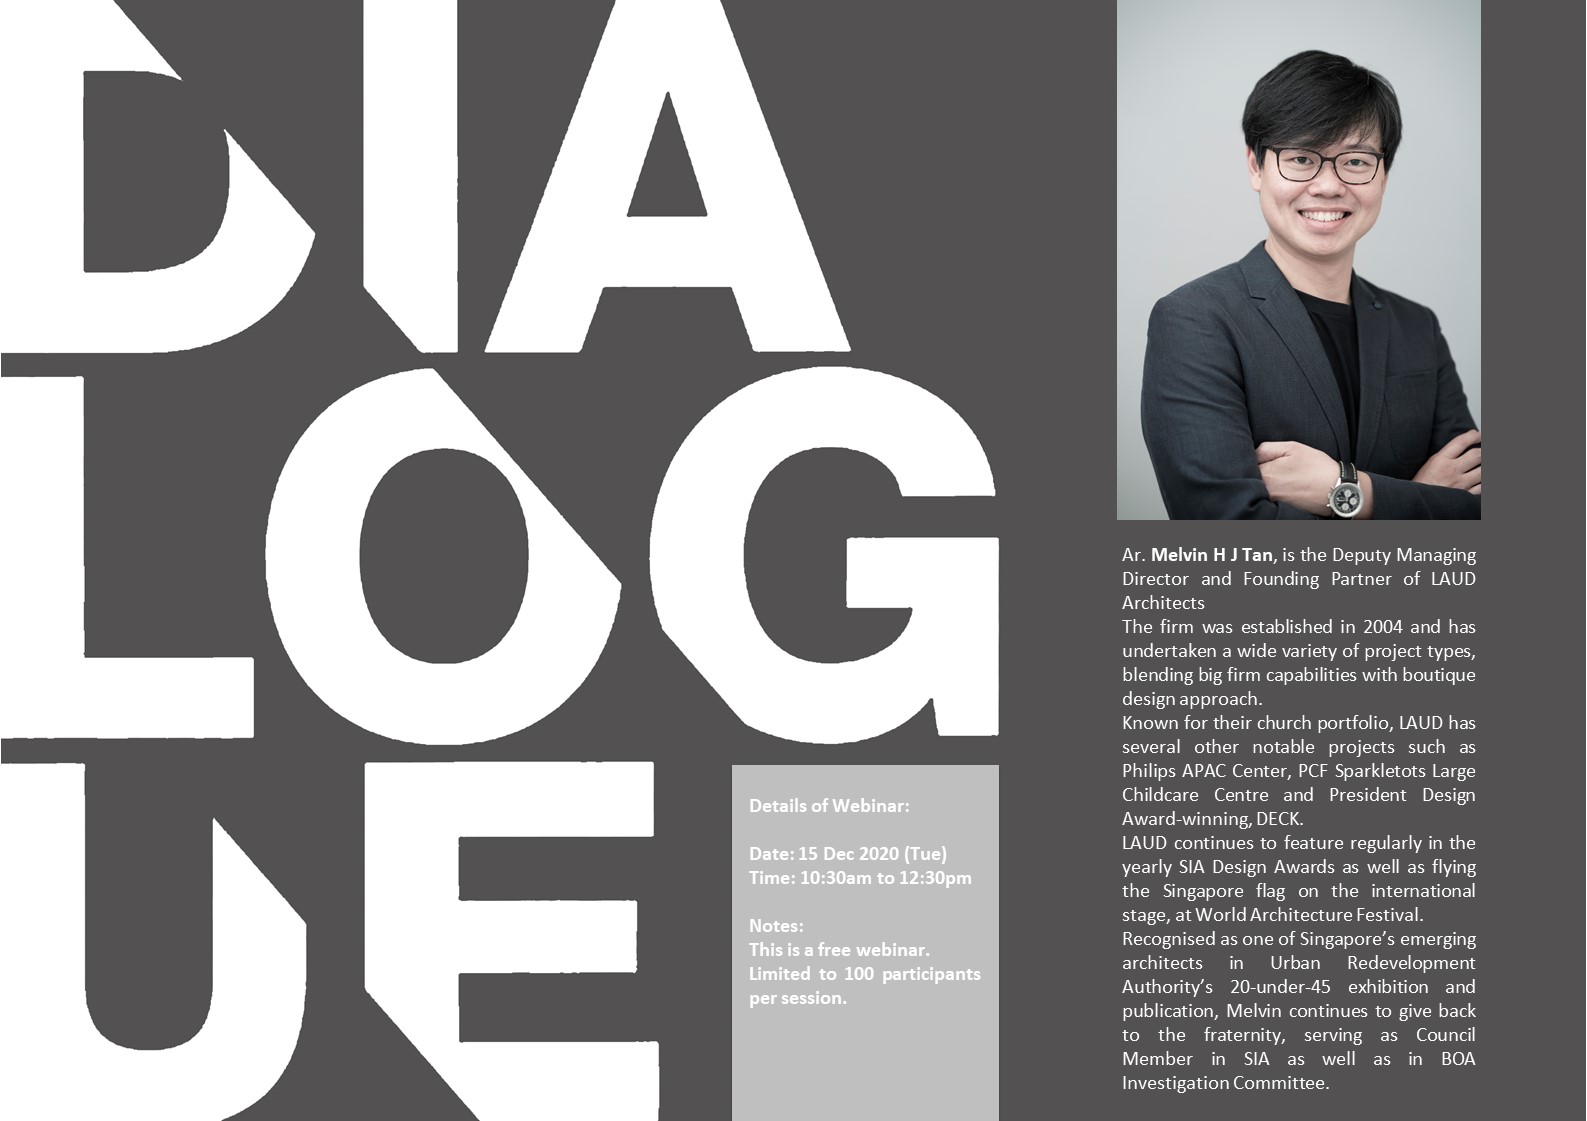 DIA
LOG
UE
Details of Webinar:
Date: 15 Dec 2020 (Tue)
Time: 10:30am to 12:30pm
Notes:
This is a free webinar.
Limited to 100 participants
per session.
Ar. Melvin H J Tan, is the Deputy Managing
Director and Founding Partner of LAUD
Architects
The firm was established in 2004 and has
undertaken a wide variety of project types,
blending big firm capabilities with boutique
design approach.
Known for their church portfolio, LAUD has
several other notable projects such as
Philips APAC Center, PCF Sparkletots Large
Childcare Centre and President Design
Award-winning, DECK.
LAUD continues to feature regularly in the
yearly SIA Design Awards as well as flying
the Singapore flag on the international
stage, at World Architecture Festival.
Recognised as one of Singapore’s emerging
architects in Urban Redevelopment
Authority’s 20-under-45 exhibition and
publication, Melvin continues to give back
to the fraternity, serving as Council
Member in SIA as well as in BOA
Investigation Committee.